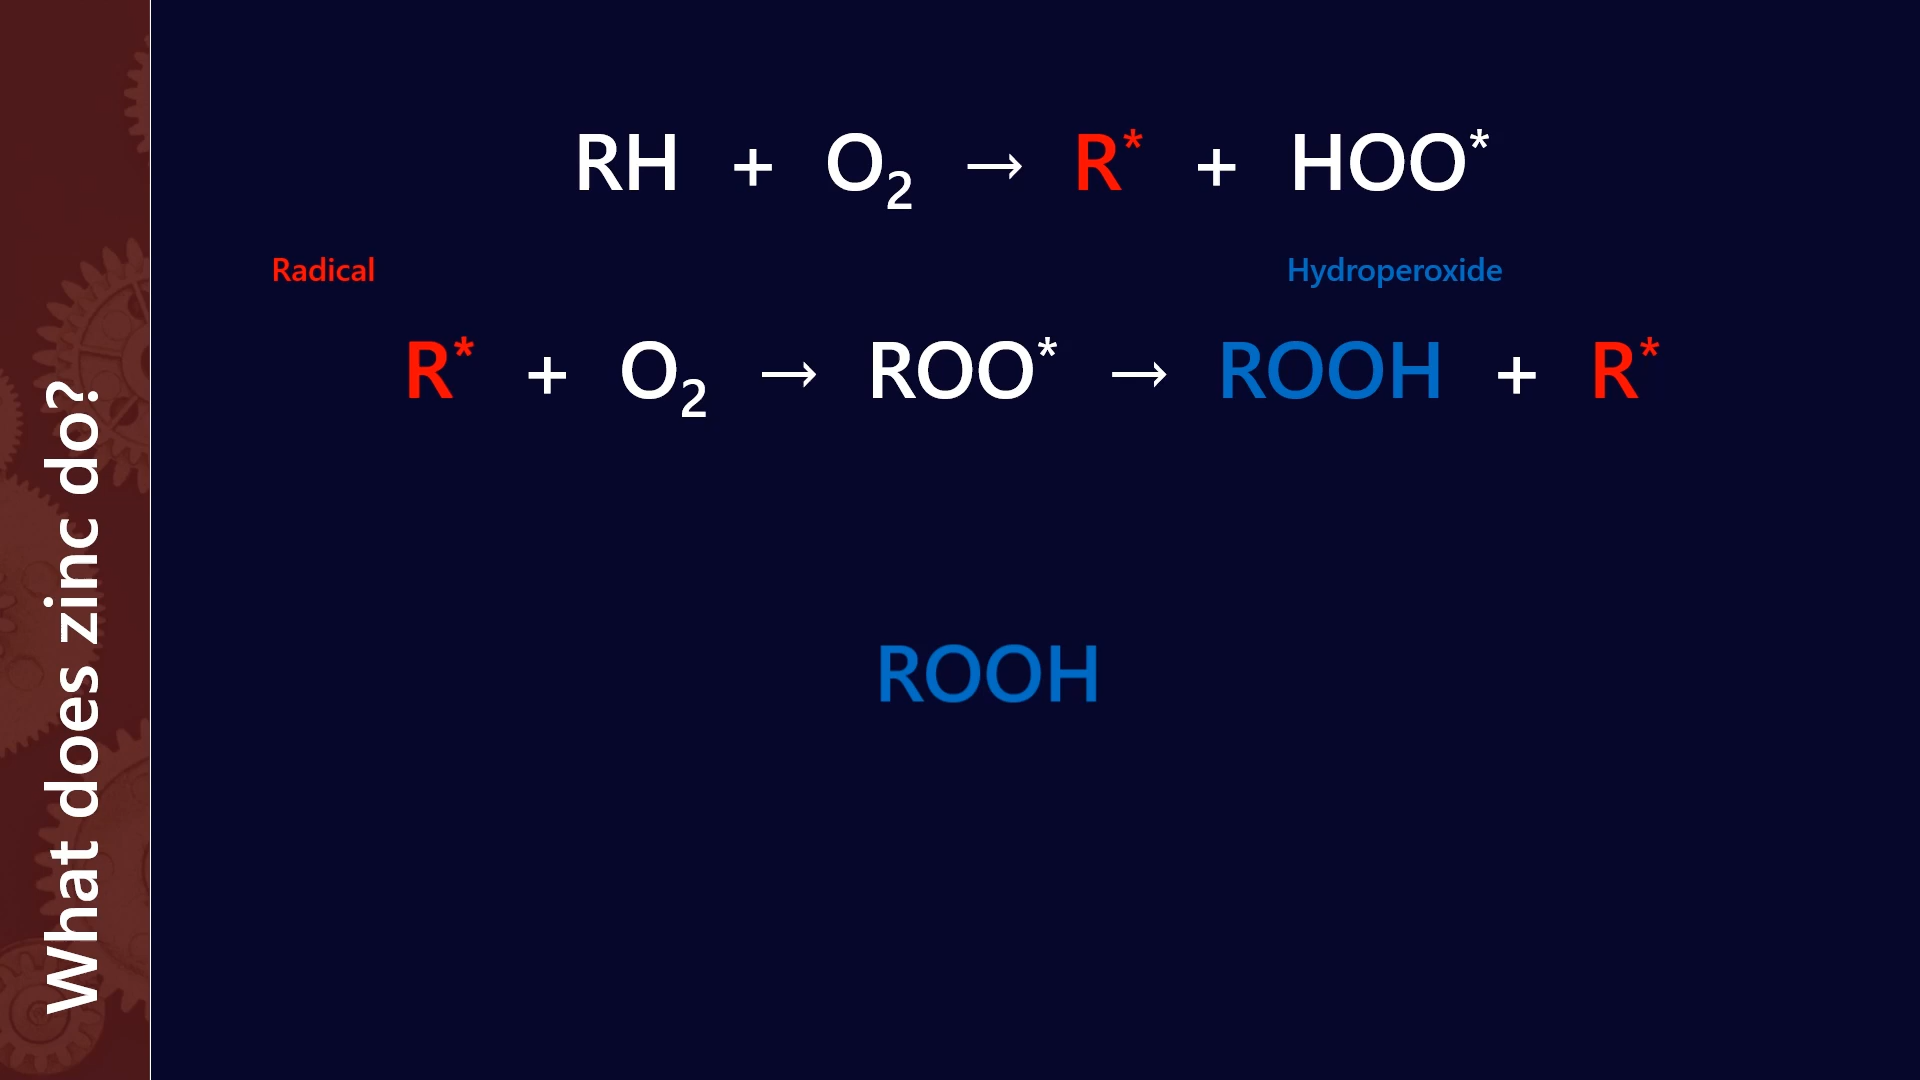 What does zinc do?
RH + O₂ → R* + HOO*
Radical Hydroperoxide
R* + O₂ → ROO* → ROOH + R*
ROOH